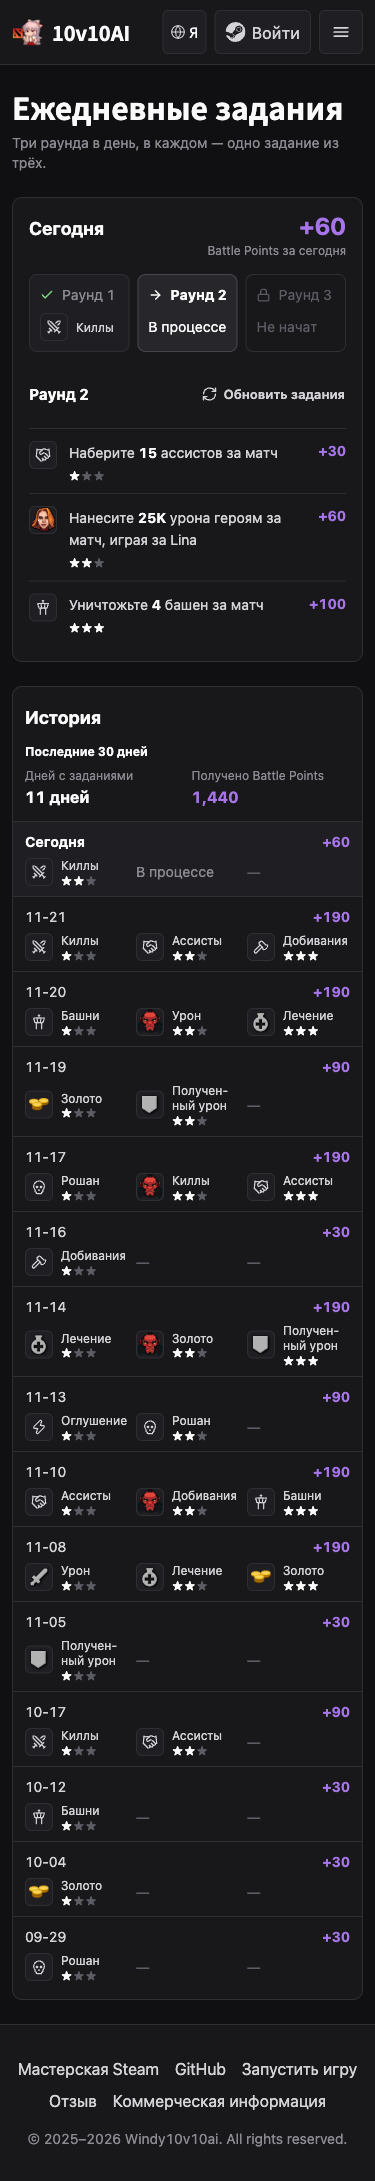 10v10AI
Я
Войти
Ежедневные задания
Три раунда в день, в каждом — одно задание из
трёх.
Сегодня
+60
Battle Points за сегодня
Раунд 1
Раунд 2
Раунд 3
Киллы
В процессе
Не начат
Раунд 2
Обновить задания
Наберите 15 ассистов за матч
+30
Нанесите 25K урона героям за
матч, играя за Lina
+60
Уничтожьте 4 башен за матч
+100
История
Последние 30 дней
Дней с заданиями
Получено Battle Points
11 дней
1,440
Сегодня
+60
Киллы
В процессе
—
11-21
+190
Киллы
Ассисты
Добивания
11-20
+190
Башни
Урон
Лечение
11-19
+90
Золото
Получен-
ный урон
—
11-17
+190
Рошан
Киллы
Ассисты
11-16
+30
Добивания
—
—
11-14
+190
Лечение
Золото
Получен-
ный урон
11-13
+90
Оглушение
Рошан
—
11-10
+190
Ассисты
Добивания
Башни
11-08
+190
Урон
Лечение
Золото
11-05
+30
Получен-
ный урон
—
—
10-17
+90
Киллы
Ассисты
—
10-12
+30
Башни
—
—
10-04
+30
Золото
—
—
09-29
+30
Рошан
—
—
Мастерская Steam
GitHub
Запустить игру
Отзыв
Коммерческая информация
© 2025–2026 Windy10v10ai. All rights reserved.